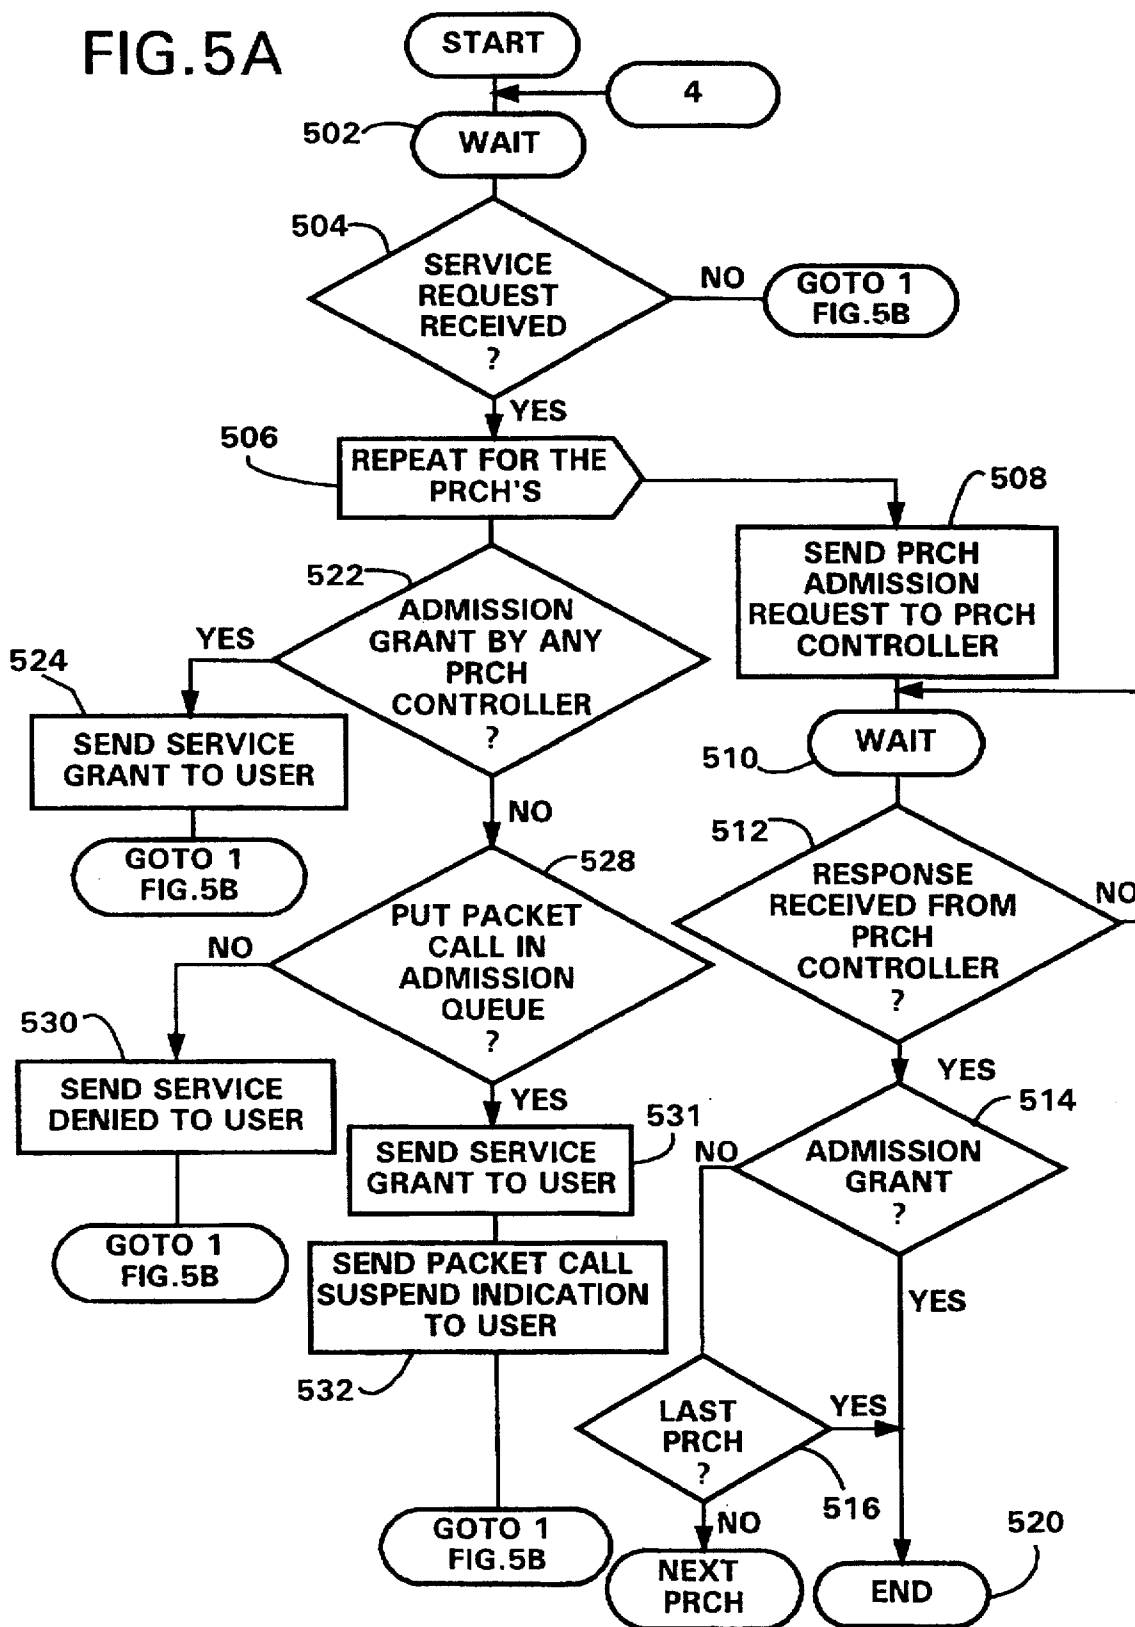 FIG.5A
START
4
502
WAIT
504
SERVICE
REQUEST
RECEIVED
?
NO
GOTO 1
FIG.5B
YES
506
REPEAT FOR THE
PRCH'S
508
SEND PRCH
ADMISSION
REQUEST TO PRCH
CONTROLLER
522
ADMISSION
GRANT BY ANY
PRCH
CONTROLLER
?
YES
524
SEND SERVICE
GRANT TO USER
GOTO 1
FIG.5B
NO
510
WAIT
512
RESPONSE
RECEIVED FROM
PRCH
CONTROLLER
?
NO
528
PUT PACKET
CALL IN
ADMISSION
QUEUE
?
NO
530
SEND SERVICE
DENIED TO USER
GOTO 1
FIG.5B
YES
531
SEND SERVICE
GRANT TO USER
SEND PACKET CALL
SUSPEND INDICATION
TO USER
532
GOTO 1
FIG.5B
YES
514
ADMISSION
GRANT
?
NO
YES
LAST
PRCH
?
YES
516
NO
NEXT
PRCH
520
END